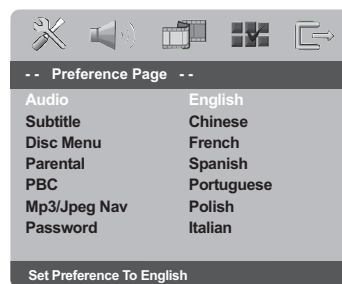 -- Preference Page --
Audio English
Subtitle Chinese
Disc Menu French
Parental Spanish
PBC Portuguese
Mp3/Jpeg Nav Polish
Password Italian
Set Preference To English